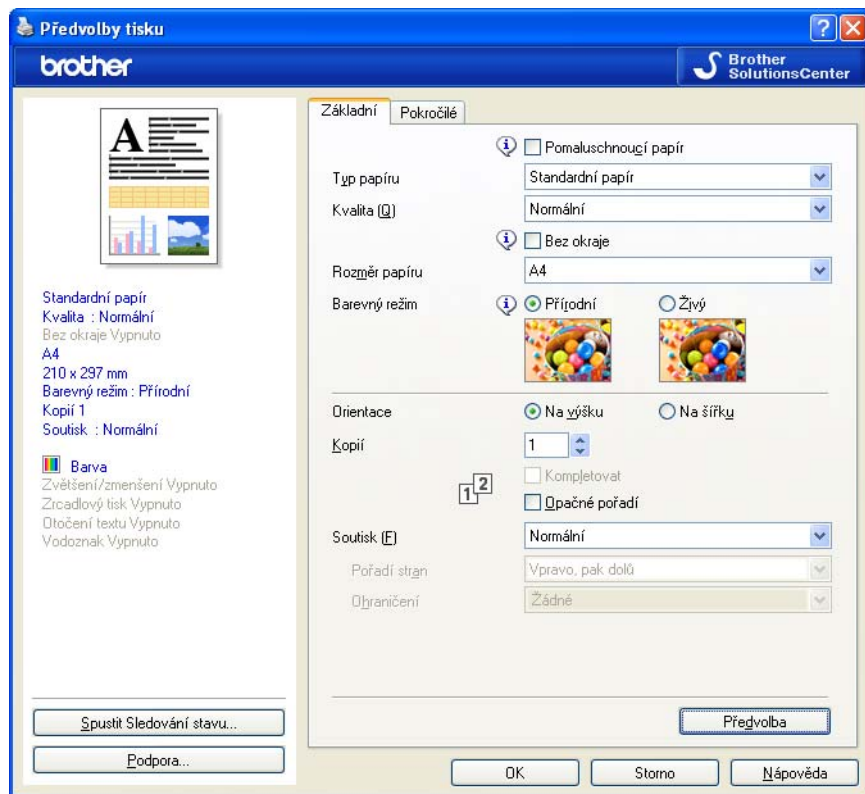 Předvolby tisku
brother
Brother
SolutionsCenter
Základní Pokročilé
Pomaluschnoucí papír
Typ papíru Standardní papír
Kvalita (Q) Normální
Bez okraje
Rozměr papíru A4
Barevný režim Přírodní Živý
Orientace Na výšku Na šířku
Kopií 1
Kompletovat
12
Opačné pořadí
Soutisk (F) Normální
Pořadí stran Vpravo, pak dolů
Ohraničení Žádné
Předvolba
A
Standardní papír
Kvalita : Normální
Bez okraje Vypnuto
A4
210 x 297 mm
Barevný režim : Přírodní
Kopií 1
Soutisk : Normální
Barva
Zvětšení/zmenšení Vypnuto
Zrcadlový tisk Vypnuto
Otočení textu Vypnuto
Vodoznak Vypnuto
Spustit Sledování stavu...
Podpora...
OK Storno Nápověda